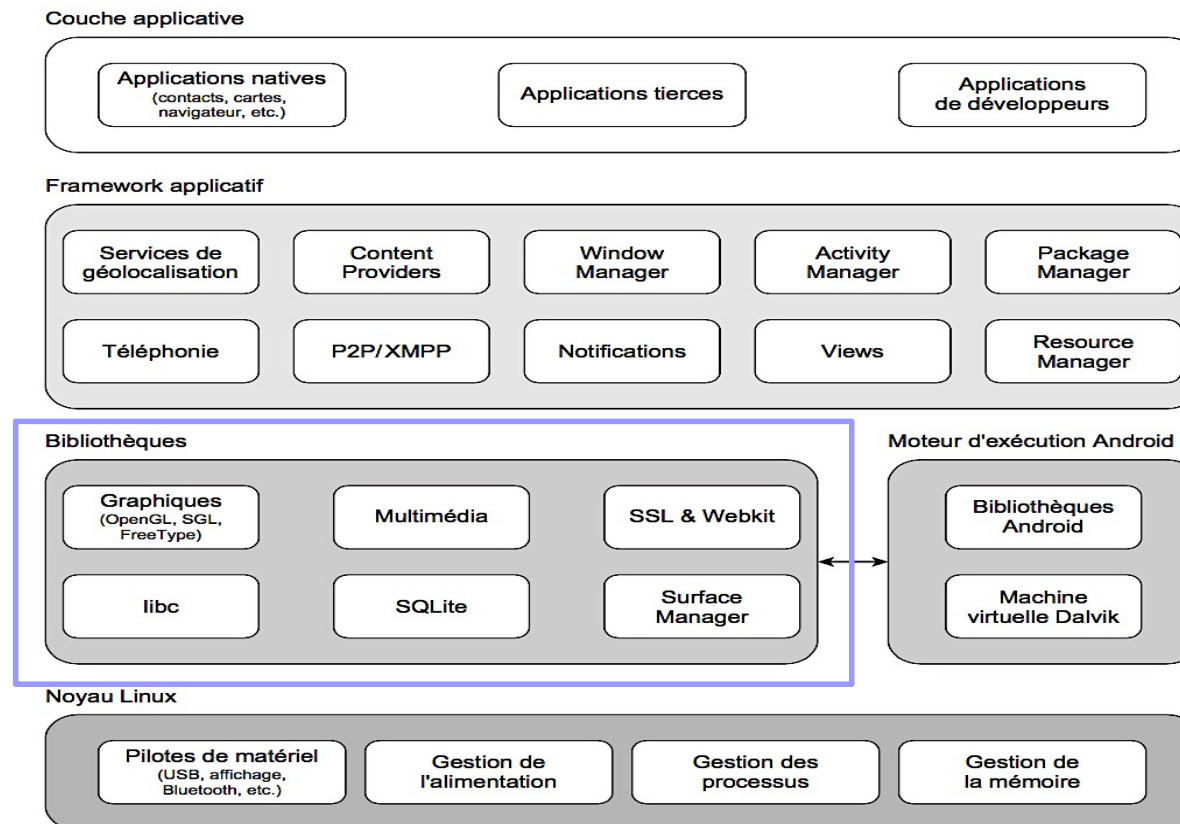 Couche applicative
Applications natives
(contacts, cartes,
navigateur, etc.)
Applications tierces
Applications
de développeurs
Framework applicatif
Services de
géolocalisation
Content
Providers
Window
Manager
Activity
Manager
Package
Manager
Téléphonie
P2P/XMPP
Notifications
Views
Resource
Manager
Bibliothèques
Graphiques
(OpenGL, SGL,
FreeType)
Multimédia
SSL & Webkit
libc
SQLite
Surface
Manager
Moteur d'exécution Android
Bibliothèques
Android
Machine
virtuelle Dalvik
Noyau Linux
Pilotes de matériel
(USB, affichage,
Bluetooth, etc.)
Gestion de
l'alimentation
Gestion des
processus
Gestion de
la mémoire